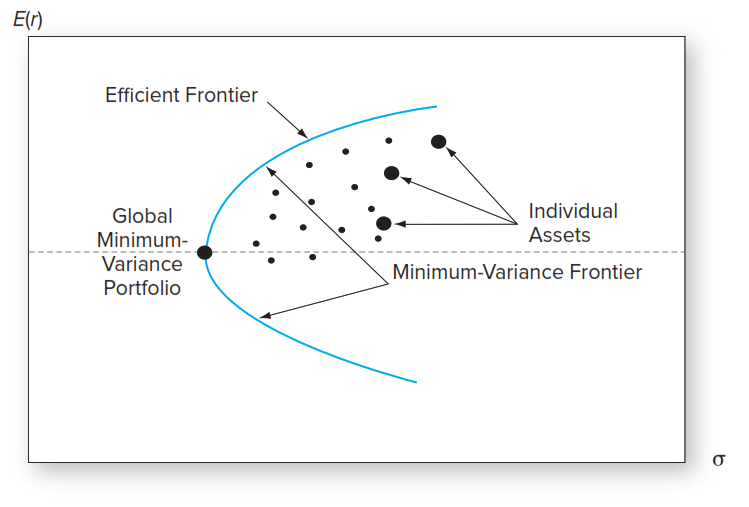 E(r)
Efficient Frontier
Global
Minimum-
Variance
Portfolio
Individual
Assets
Minimum-Variance Frontier
σ